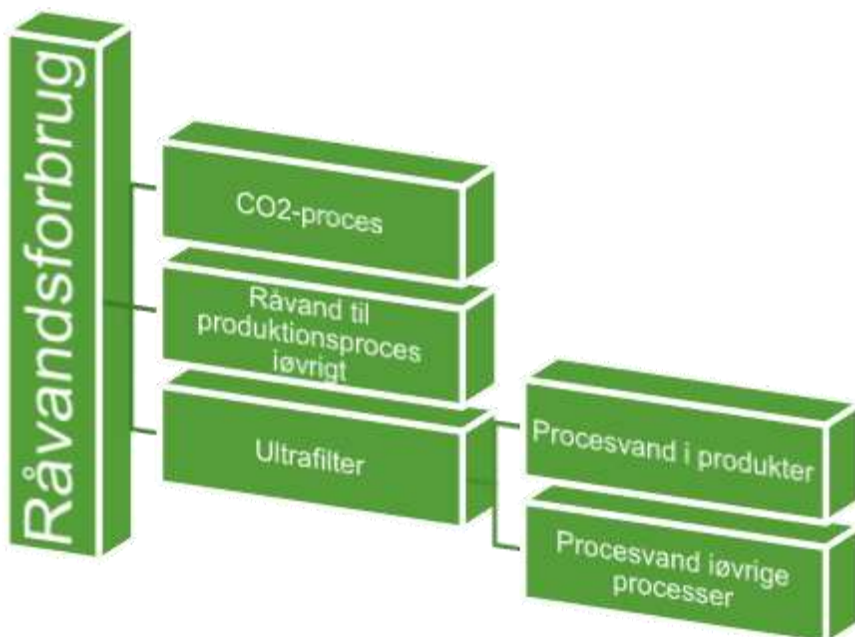 Råvandsforbrug
CO2-proces
Råvand til
produktionsproces
iøvrigt
Ultrafilter
Procesvand i produkter
Procesvand iøvrige
processer